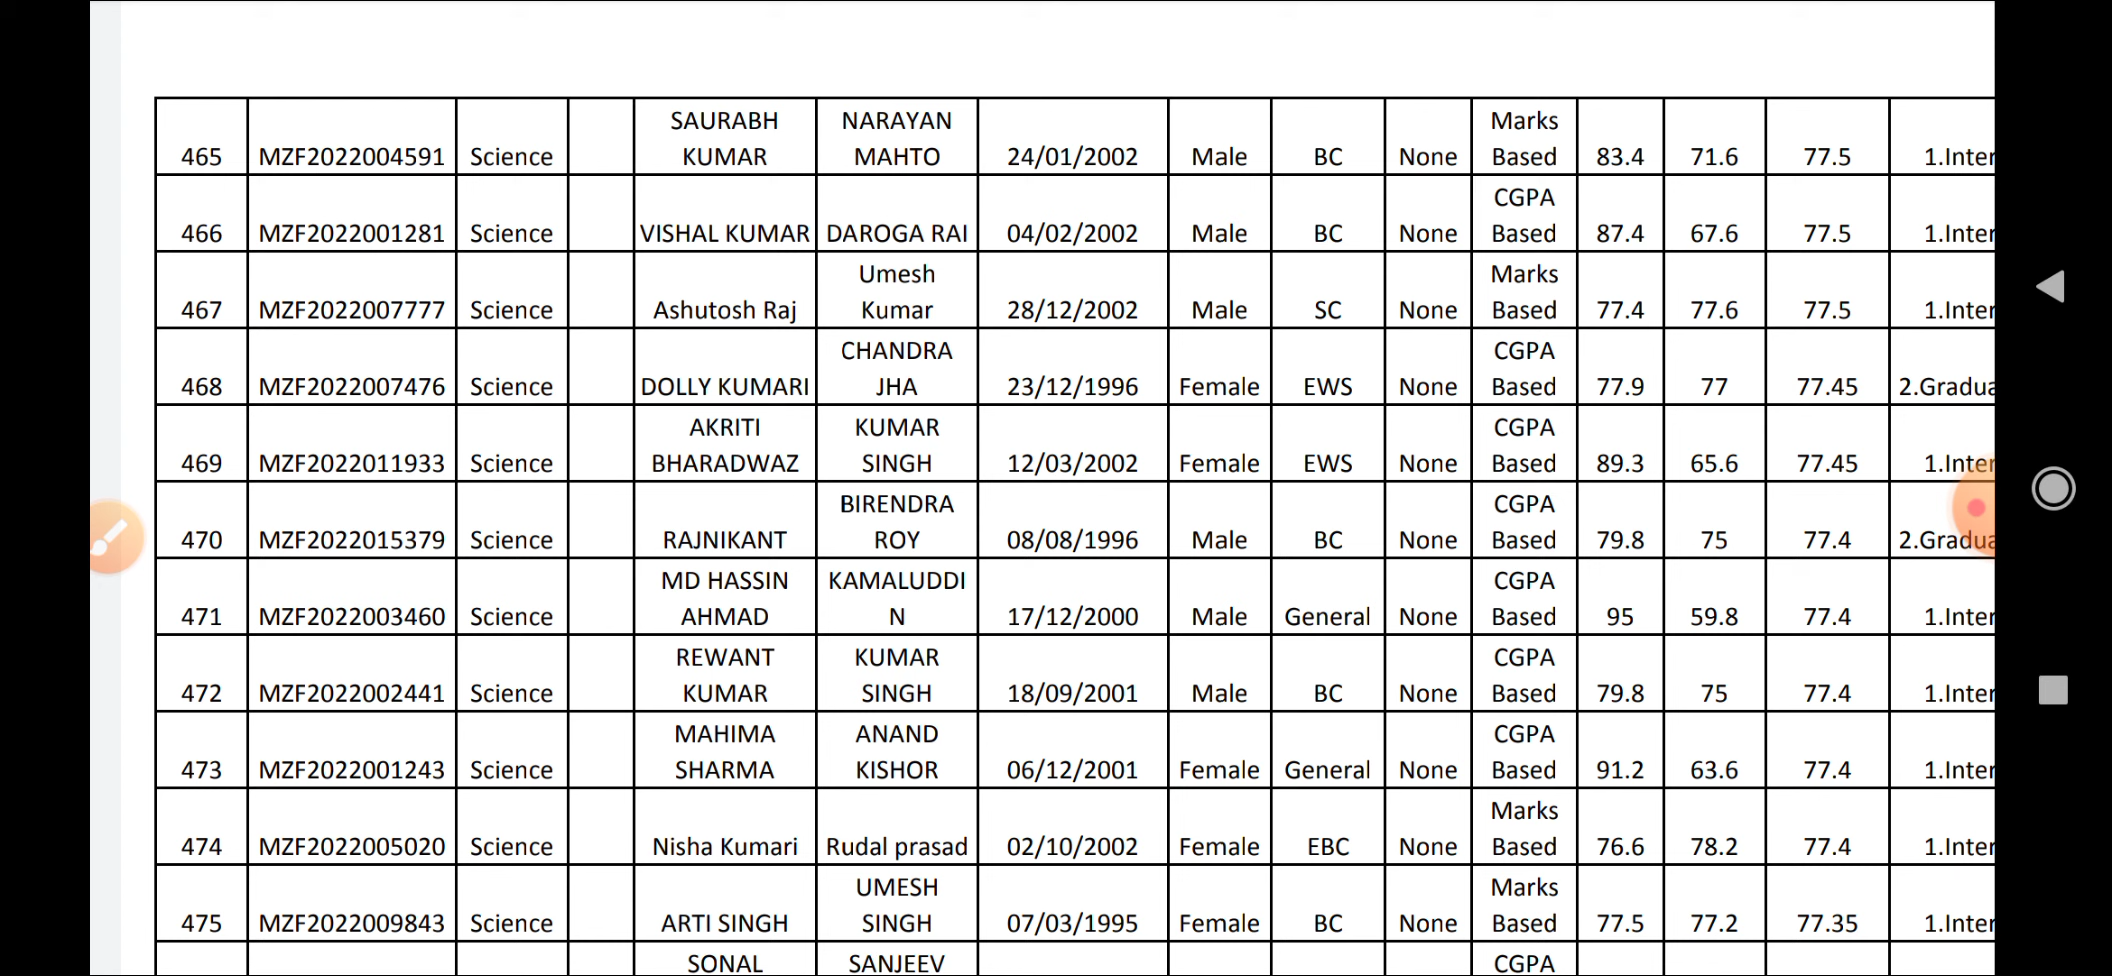 SAURABH NARAYAN Marks
465 MZF2022004591 Science KUMAR MAHTO 24/01/2002 Male BC None Based 83.4 71.6 77.5 1.Inter
CGPA
466 MZF2022001281 Science VISHAL KUMAR DAROGA RAI 04/02/2002 Male BC None Based 87.4 67.6 77.5 1.Inter
Umesh Marks
467 MZF2022007777 Science Ashutosh Raj Kumar 28/12/2002 Male SC None Based 77.4 77.6 77.5 1.Inter
CHANDRA CGPA
468 MZF2022007476 Science DOLLY KUMARI JHA 23/12/1996 Female EWS None Based 77.9 77 77.45 2.Gradua
AKRITI KUMAR CGPA
469 MZF2022011933 Science BHARADWAZ SINGH 12/03/2002 Female EWS None Based 89.3 65.6 77.45 1.Inter
BIRENDRA CGPA
470 MZF2022015379 Science RAJNIKANT ROY 08/08/1996 Male BC None Based 79.8 75 77.4 2.Gradua
MD HASSIN KAMALUDDI CGPA
471 MZF2022003460 Science AHMAD N 17/12/2000 Male General None Based 95 59.8 77.4 1.Inter
REWANT KUMAR CGPA
472 MZF2022002441 Science KUMAR SINGH 18/09/2001 Male BC None Based 79.8 75 77.4 1.Inter
MAHIMA ANAND CGPA
473 MZF2022001243 Science SHARMA KISHOR 06/12/2001 Female General None Based 91.2 63.6 77.4 1.Inter
Marks
474 MZF2022005020 Science Nisha Kumari Rudal prasad 02/10/2002 Female EBC None Based 76.6 78.2 77.4 1.Inter
UMESH Marks
475 MZF2022009843 Science ARTI SINGH SINGH 07/03/1995 Female BC None Based 77.5 77.2 77.35 1.Inter
SONAL SANJEEV CGPA